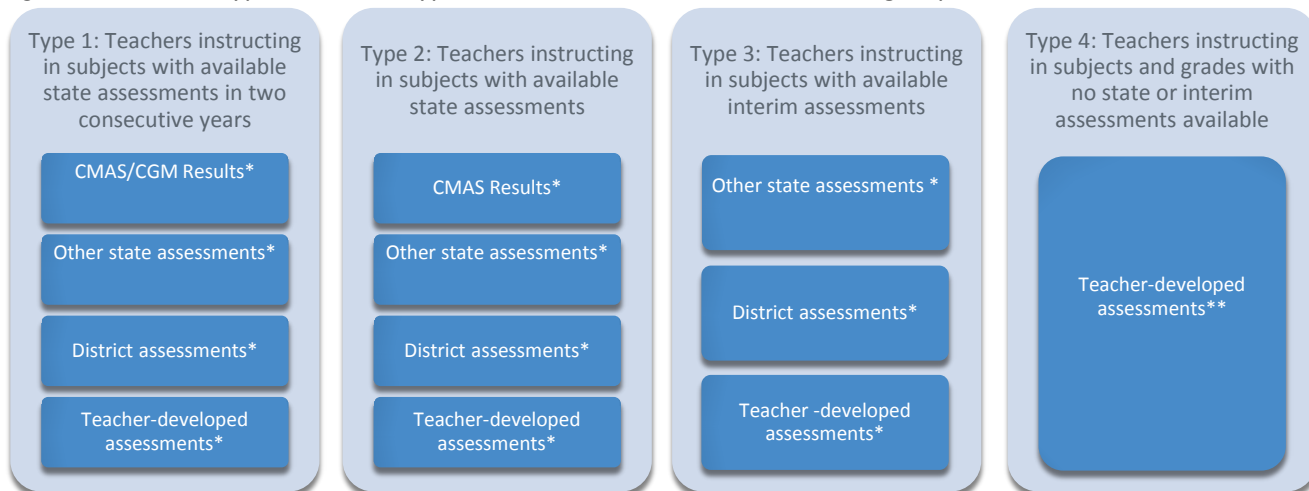 Type 1: Teachers instructing
in subjects with available
state assessments in two
consecutive years
CMAS/CGM Results*
Other state assessments*
District assessments*
Teacher-developed
assessments*
Type 2: Teachers instructing
in subjects with available
state assessments
CMAS Results*
Other state assessments*
District assessments*
Teacher-developed
assessments*
Type 3: Teachers instructing
in subjects with available
interim assessments
Other state assessments *
District assessments*
Teacher -developed
assessments*
Type 4: Teachers instructing
in subjects and grades with
no state or interim
assessments available
Teacher-developed
assessments**